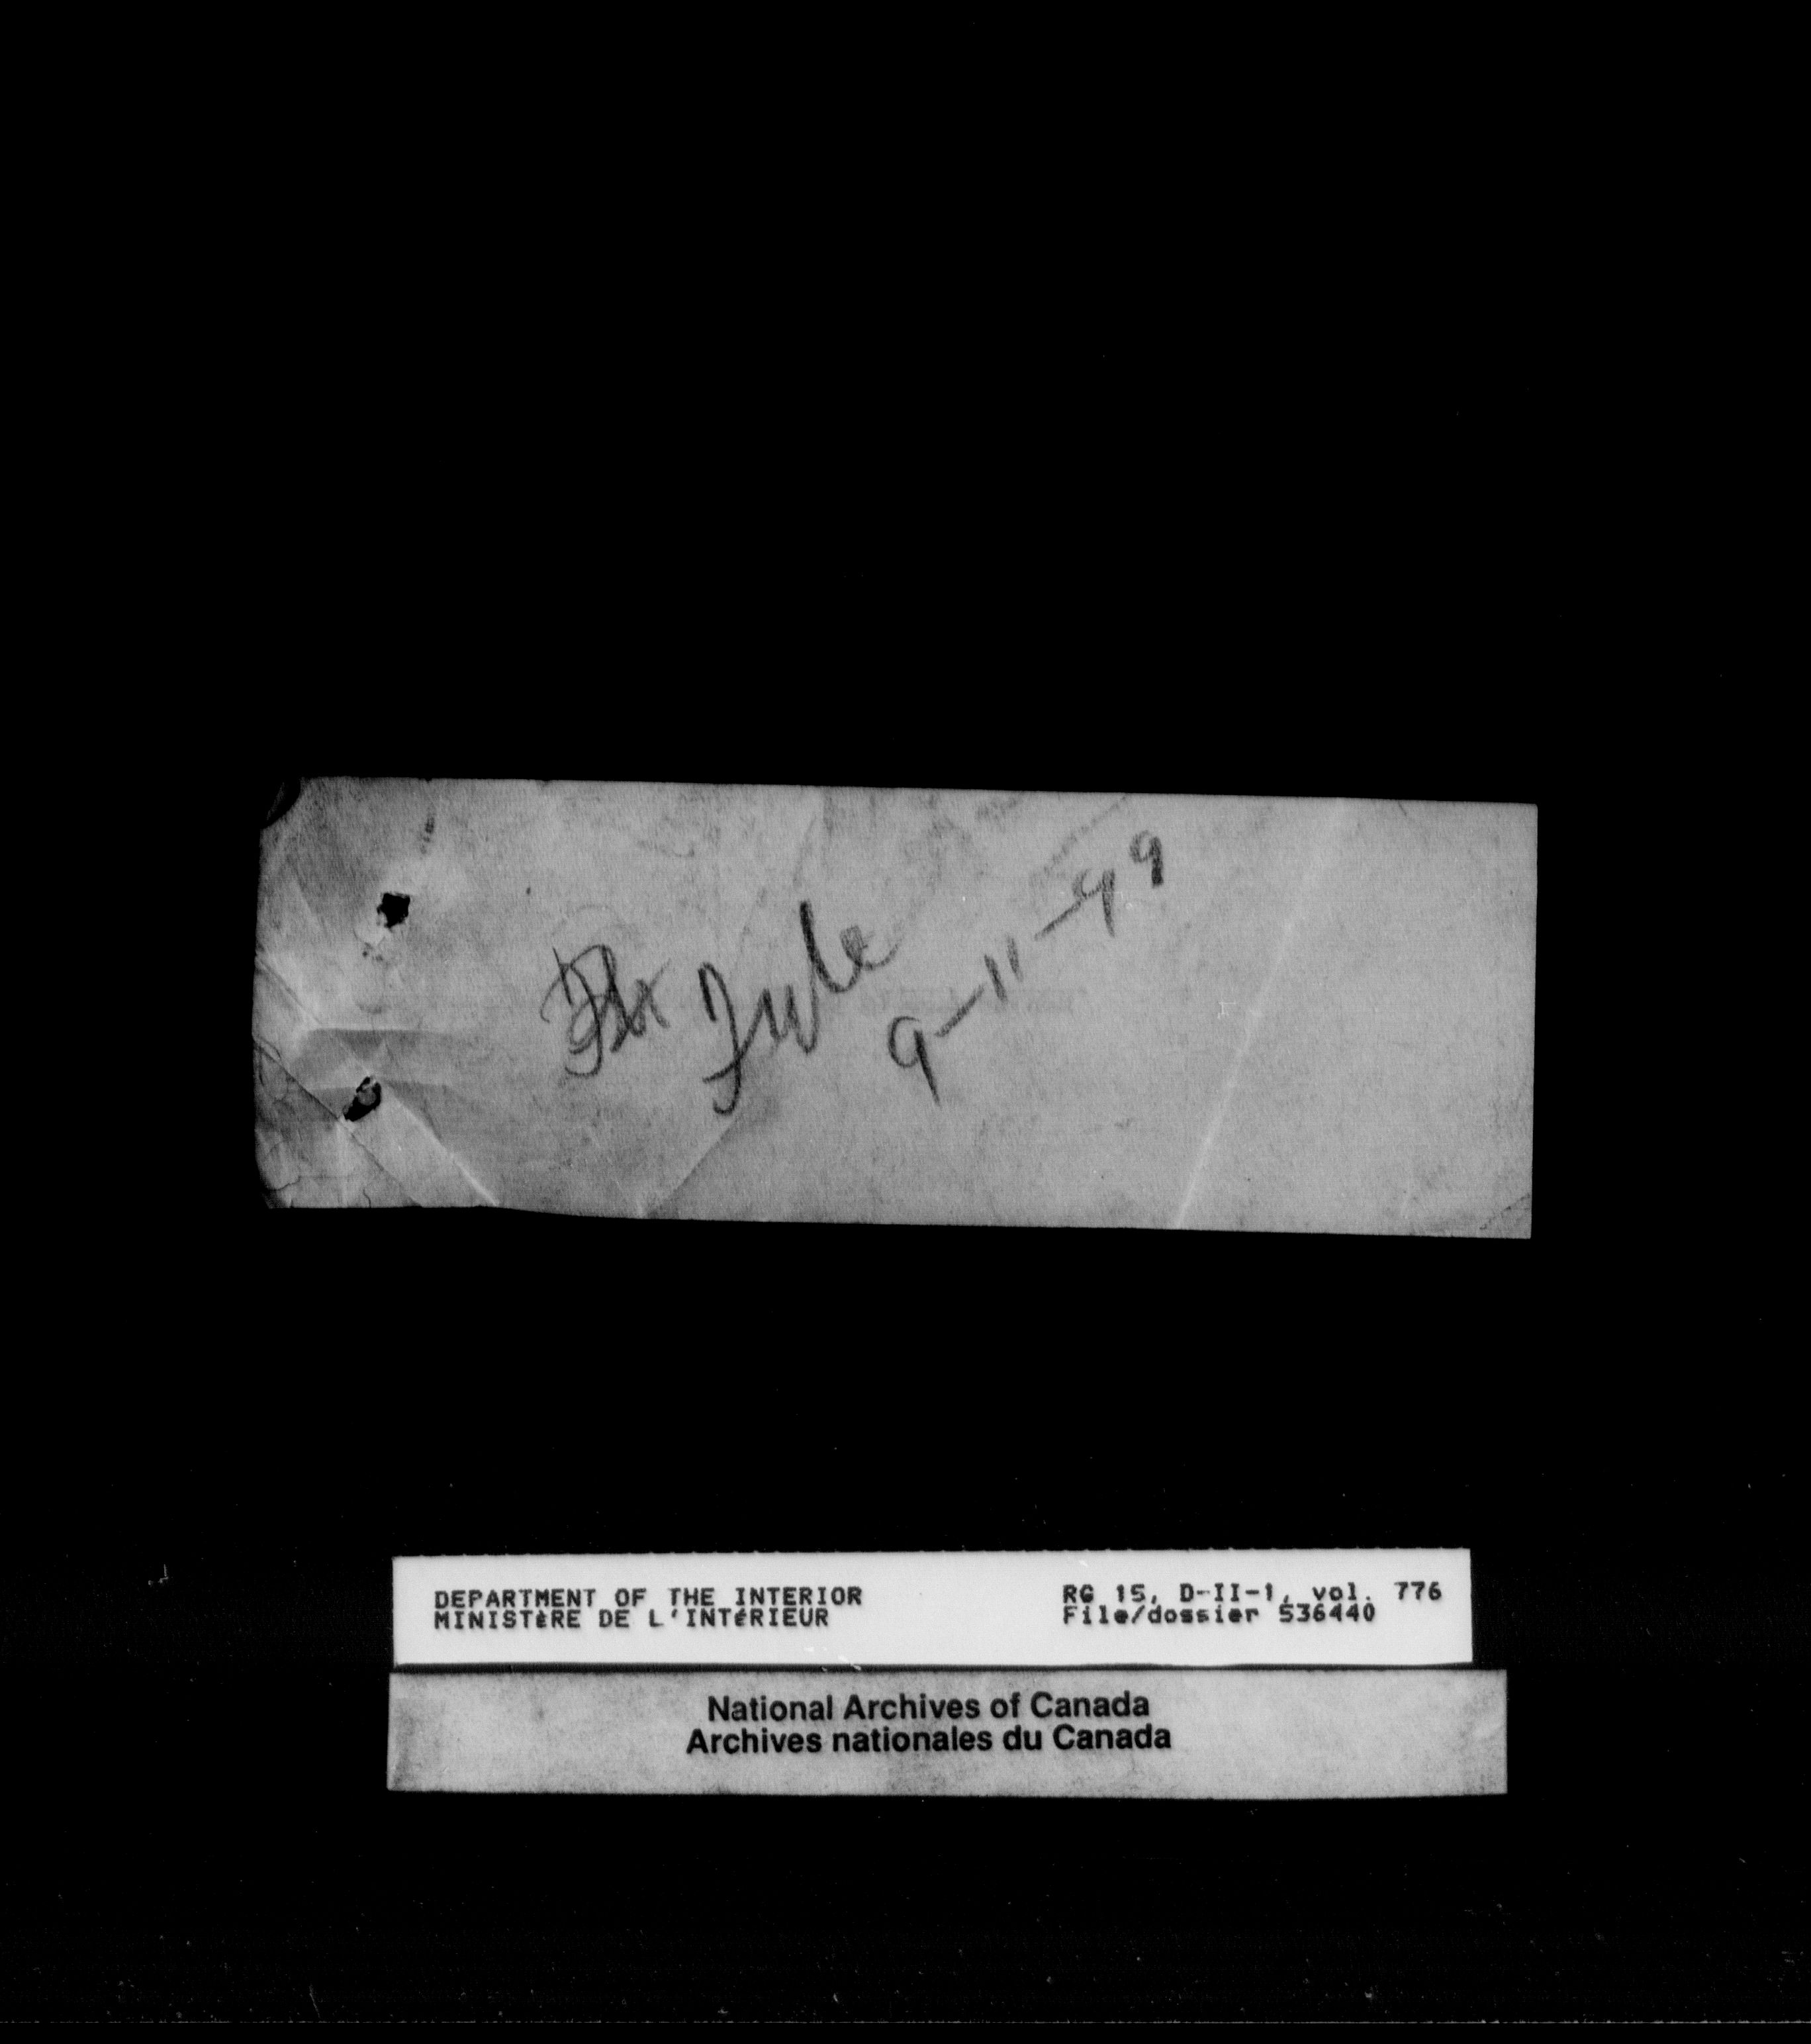 File
9-11-99
DEPARTMENT OF THE INTERIOR
MINISTèRE DE L'INTéRIEUR
RG 15, D-II-1, vol. 776
File/dossier 536440
National Archives of Canada
Archives nationales du Canada